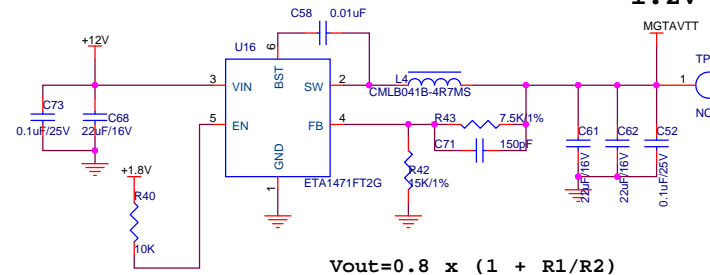 1.2V
MGTAVTT
C58
0.01uF
+12V
U16
6
BST
3
VIN
SW
2
L4
CMLB041B-4R7MS
1
TP
NC
C73
0.1uF/25V
C68
22uF/16V
5
EN
FB
4
R43
7.5K/1%
C71
150pF
C61
22uF/16V
C62
22uF/16V
C52
0.1uF/25V
GND
1
R42
15K/1%
ETA1471FT2G
+1.8V
R40
10K
Vout=0.8 x (1 + R1/R2)